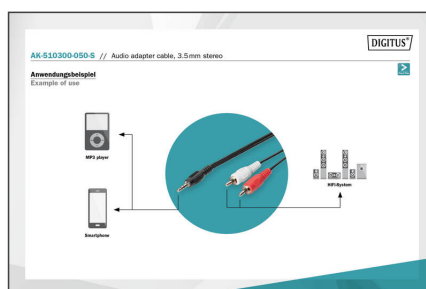 DIGITUS®
AK-510300-050-S // Audio adapter cable, 3.5mm stereo
Anwendungsbeispiel
Example of use
MP3 player
HiFi-System
Smartphone